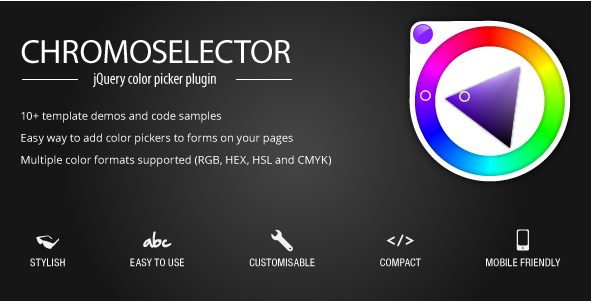 CHROMOSELECTOR
jQuery color picker plugin
10+ template demos and code samples
Easy way to add color pickers to forms on your pages
Multiple color formats supported (RGB, HEX, HSL and CMYK)
abc
</>
STYLISH
EASY TO USE
CUSTOMISABLE
COMPACT
MOBILE FRIENDLY